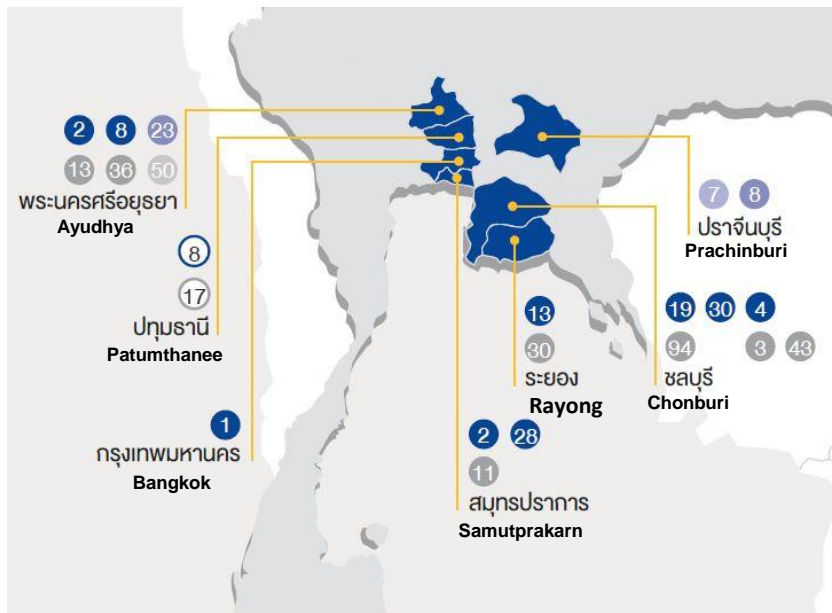 2 8 23
13 36 50
พระนครศรีอยุธยา
Ayudhya
8
17
ปทุมธานี
Patumthanee
1
กรุงเทพมหานคร
Bangkok
2 28
11
สมุทรปราการ
Samutprakarn
13
30
ระยอง
Rayong
19 30 4
94 3 43
ชลบุรี
Chonburi
7 8
ปราจีนบุรี
Prachinburi